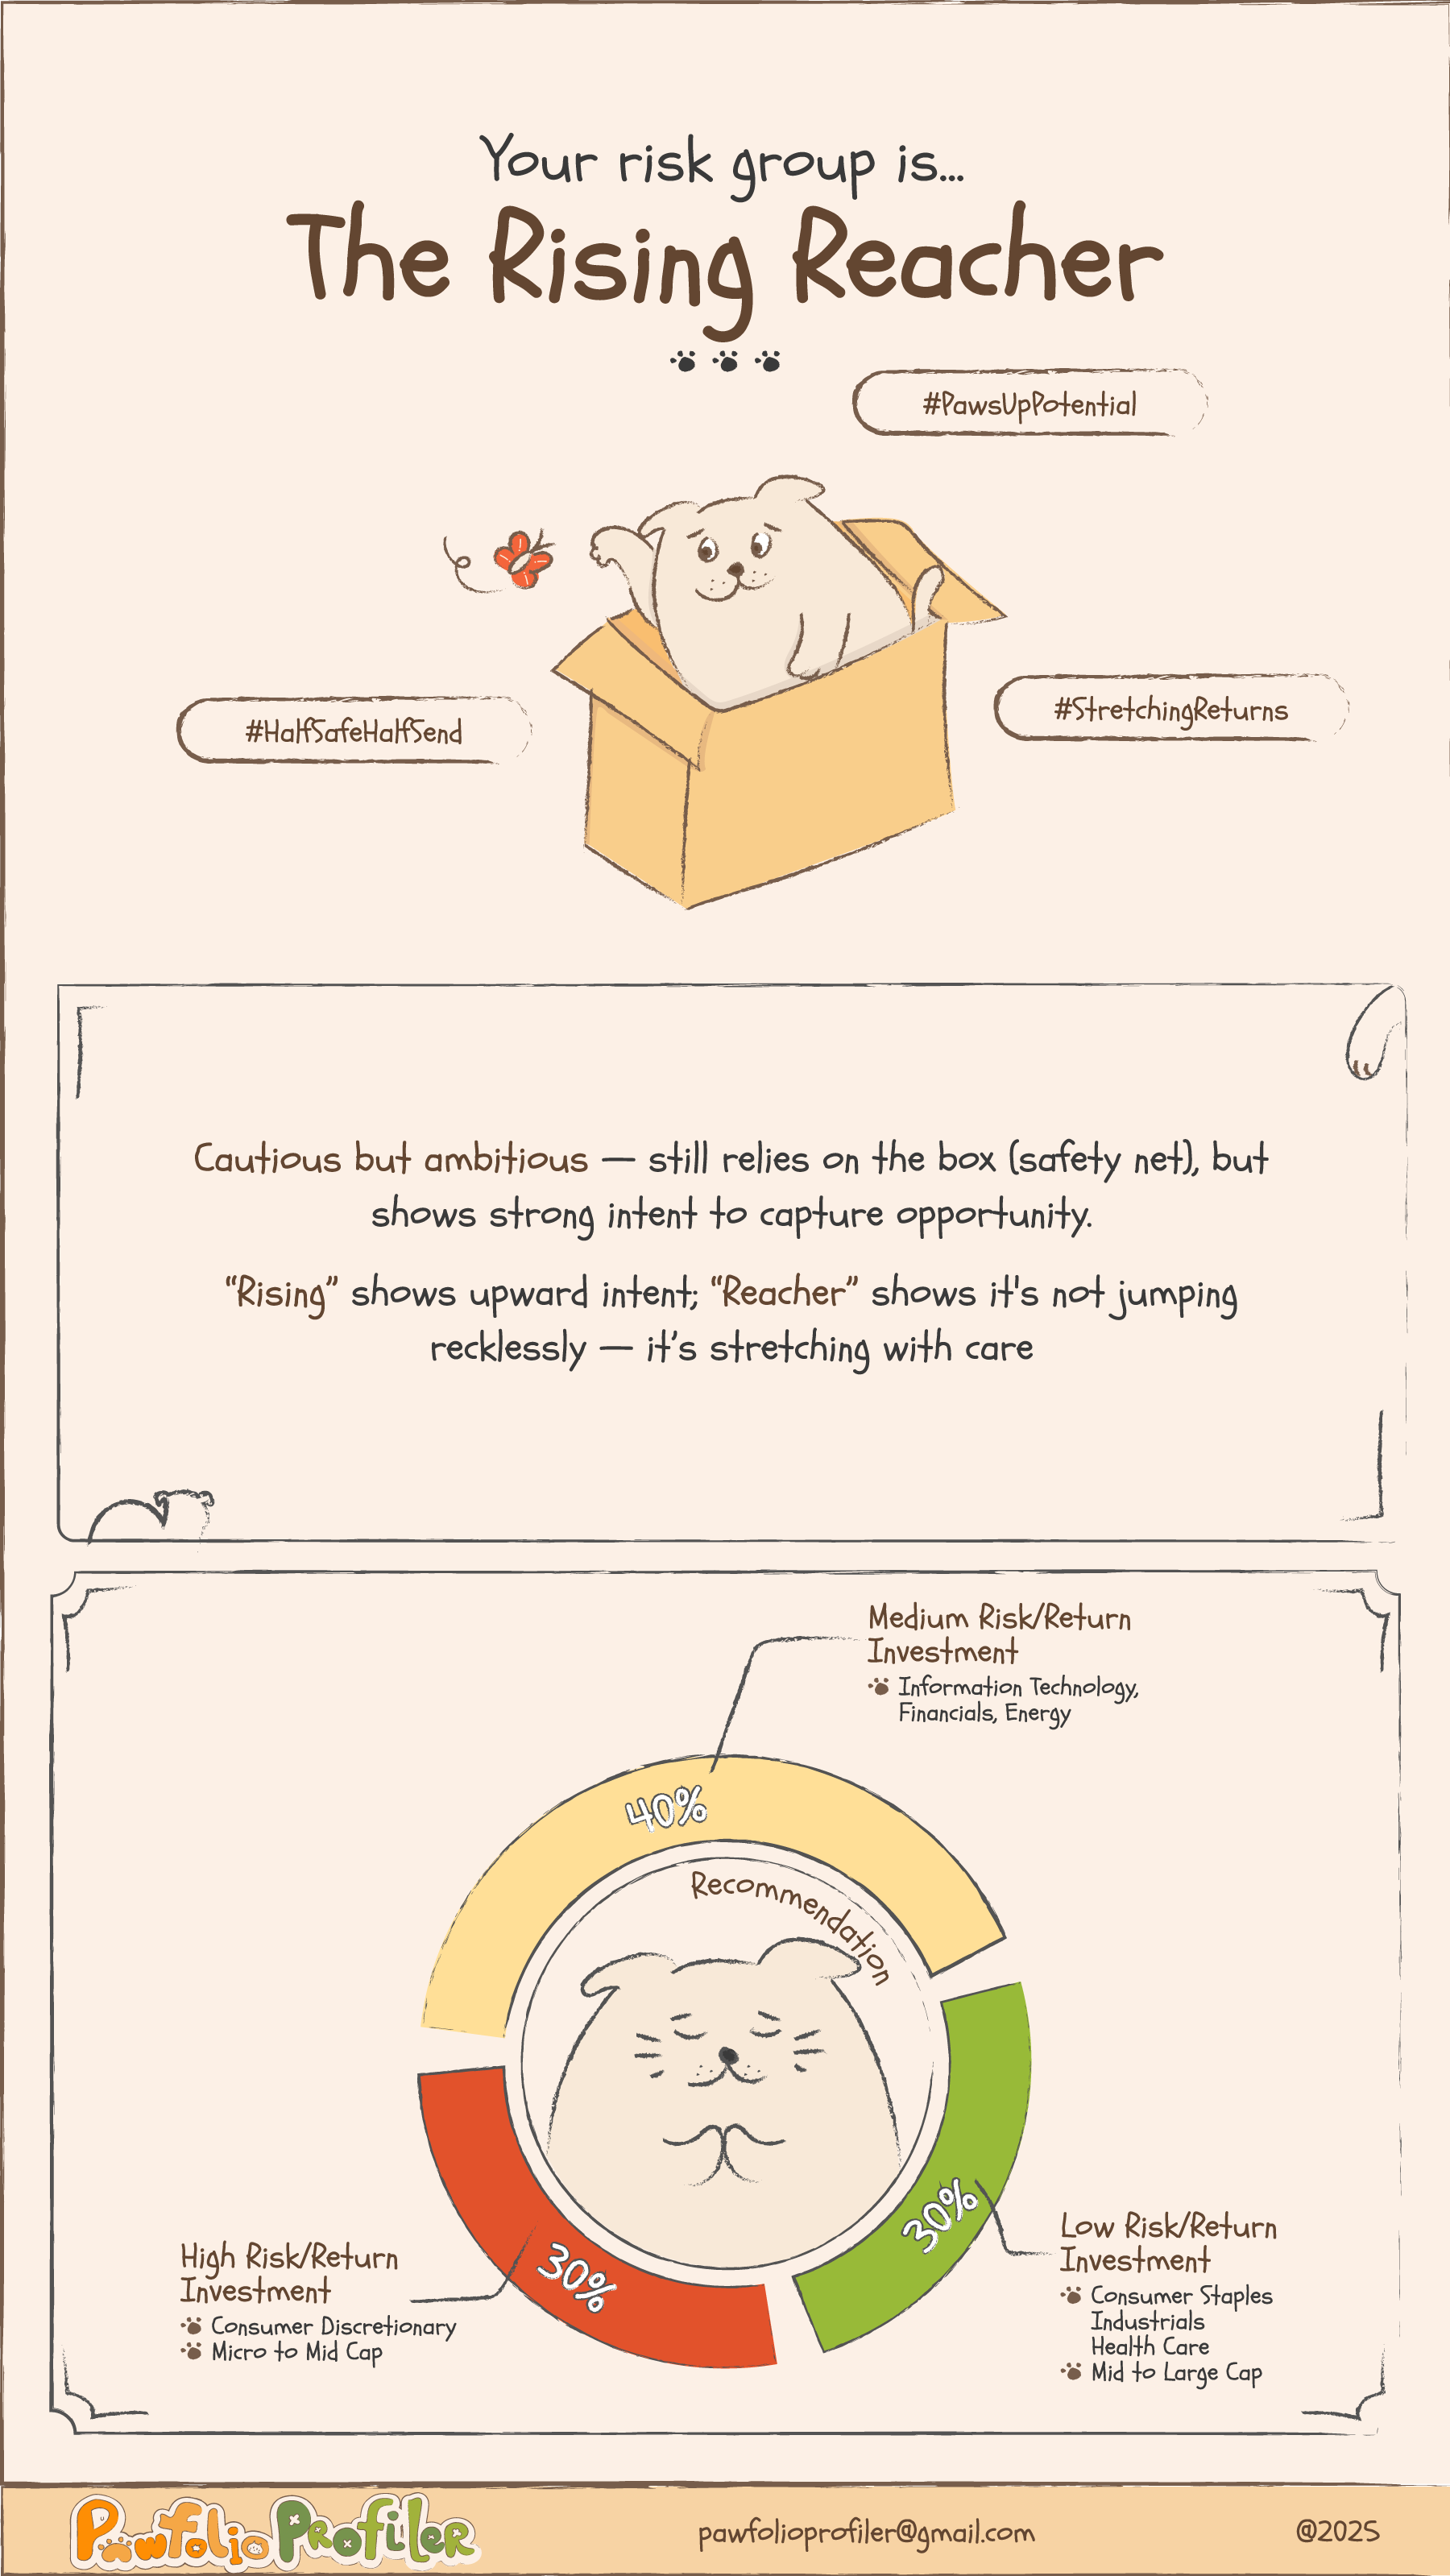 Your risk group is...
The Rising Reacher
#PawsUpPotential
#HalfSafeHalfSend
#StretchingReturns
Cautious but ambitious — still relies on the box (safety net), but
shows strong intent to capture opportunity.
“Rising” shows upward intent; “Reacher” shows it's not jumping
recklessly — it’s stretching with care
Medium Risk/Return
Investment
Information Technology,
Financials, Energy
40%
Recommendation
30%
Low Risk/Return
Investment
Consumer Staples
Industrials
Health Care
Mid to Large Cap
30%
High Risk/Return
Investment
Consumer Discretionary
Micro to Mid Cap
Pawfolio Profiler
pawfolioprofiler@gmail.com
@2025